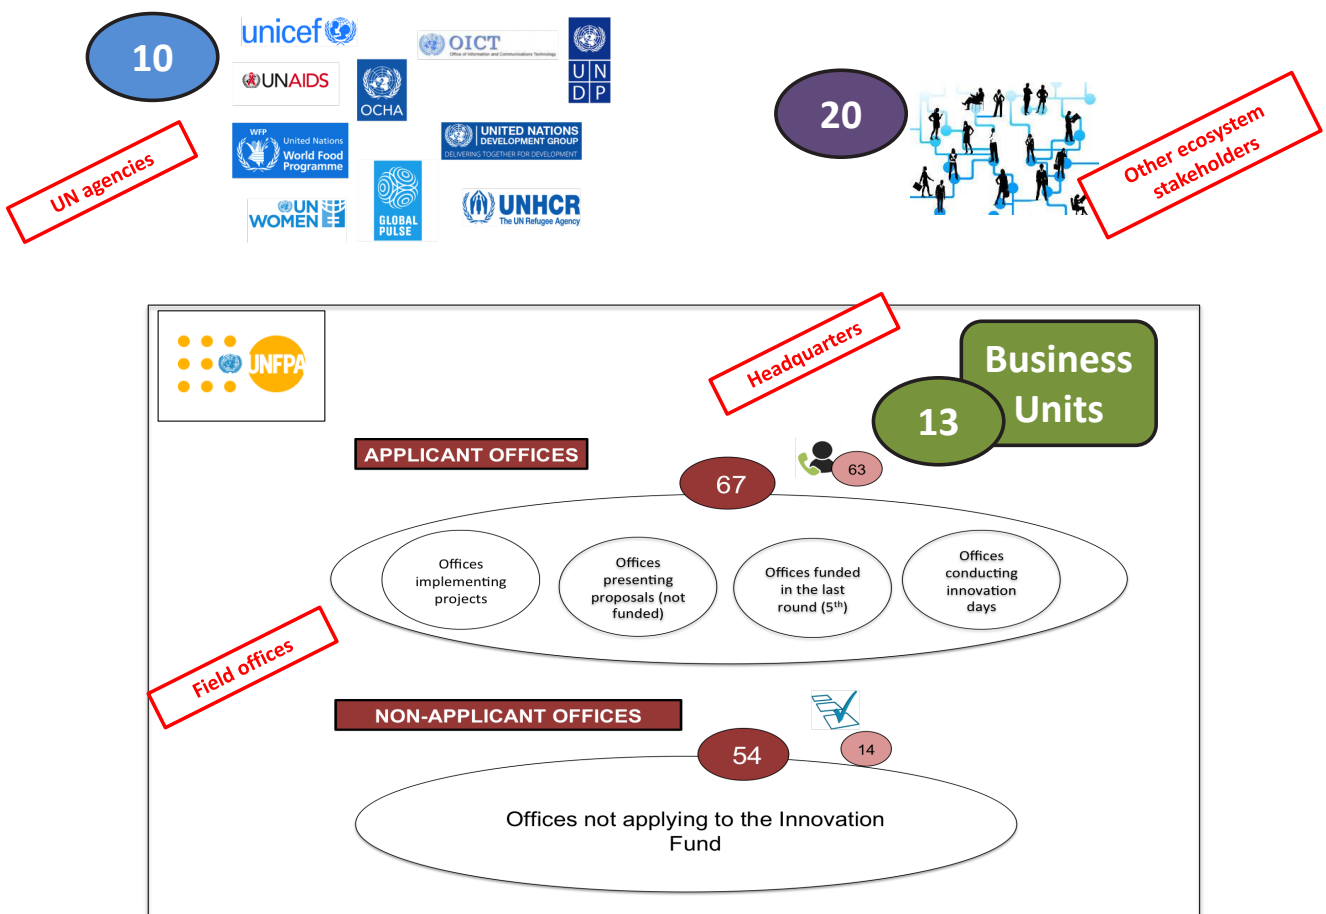 10
unicef
OICT
Office of Information and Communications Technology
UN
DP
UNAIDS
OCHA
20
UN agencies
WFP
United Nations
World Food
Programme
UNITED NATIONS
DEVELOPMENT GROUP
DELIVERING TOGETHER FOR DEVELOPMENT
Other ecosystem
stakeholders
UN
WOMEN
GLOBAL
PULSE
UNHCR
The UN Refugee Agency
UNFPA
Headquarters
Business
Units
13
APPLICANT OFFICES
67
63
Offices
implementing
projects
Offices
presenting
proposals (not
funded)
Offices funded
in the last
round (5th)
Offices
conducting
innovation
days
Field offices
NON-APPLICANT OFFICES
54
14
Offices not applying to the Innovation
Fund